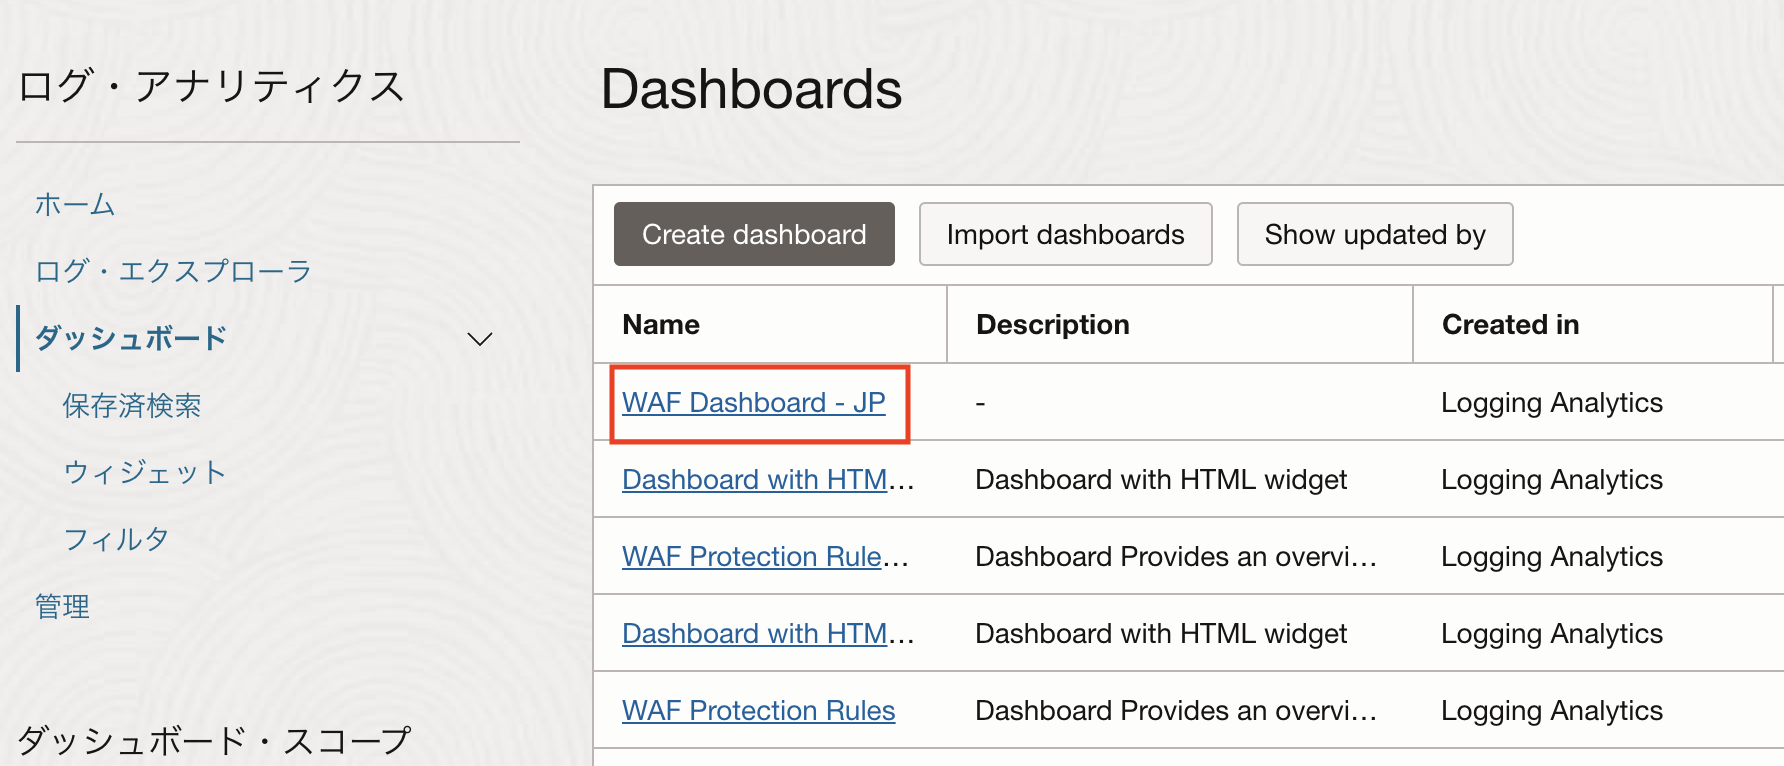 ログ・アナリティクス
ホーム
ログ・エクスプローラ
ダッシュボード
保存済検索
ウィジェット
フィルタ
管理
ダッシュボード・スコープ
Dashboards
Create dashboard Import dashboards Show updated by
Name Description Created in
WAF Dashboard - JP - Logging Analytics
Dashboard with HTM... Dashboard with HTML widget Logging Analytics
WAF Protection Rule... Dashboard Provides an overvi... Logging Analytics
Dashboard with HTM... Dashboard with HTML widget Logging Analytics
WAF Protection Rules Dashboard Provides an overvi... Logging Analytics